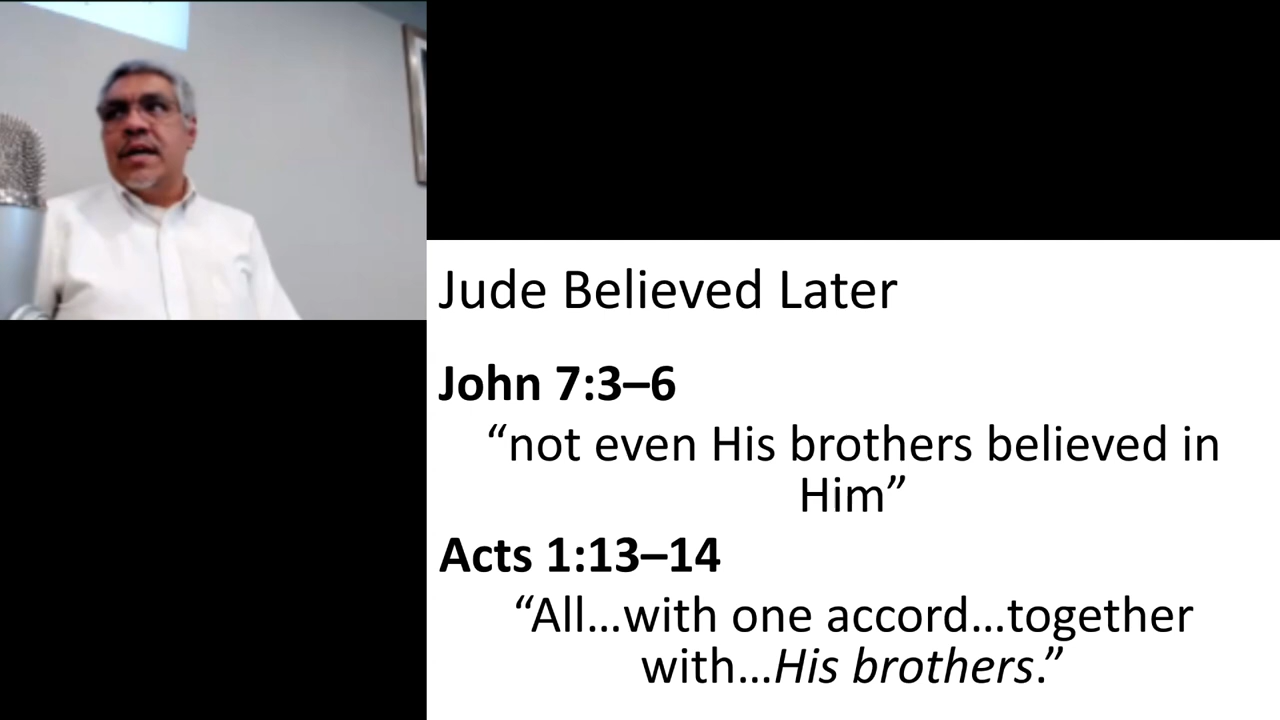 Jude Believed Later
John 7:3–6
“not even His brothers believed in
Him”
Acts 1:13–14
“All…with one accord…together
with…His brothers.”